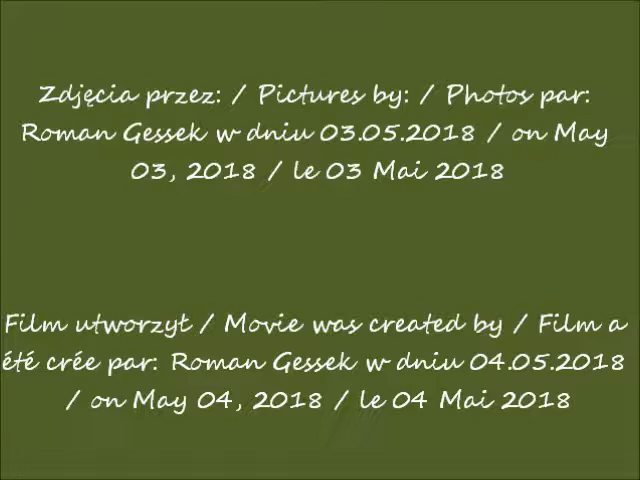 Zdjęcia przez: / Pictures by: / Photos par:
Roman Gessek w dniu 03.05.2018 / on May
03, 2018 / le 03 Mai 2018
Film utworzył / Movie was created by / Film a
été crée par: Roman Gessek w dniu 04.05.2018
/ on May 04, 2018 / le 04 Mai 2018